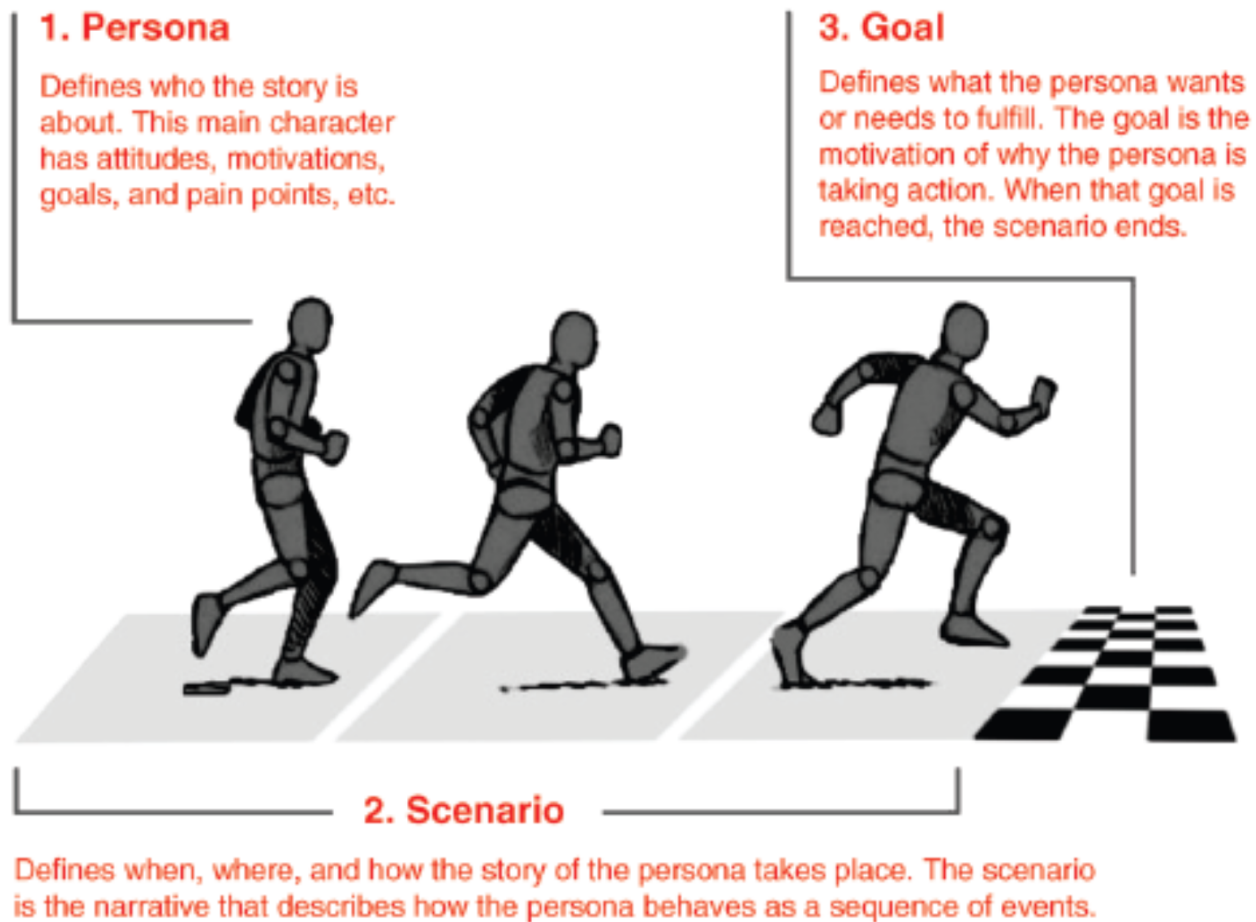 1. Persona
Defines who the story is
about. This main character
has attitudes, motivations,
goals, and pain points, etc.
3. Goal
Defines what the persona wants
or needs to fulfill. The goal is the
motivation of why the persona is
taking action. When that goal is
reached, the scenario ends.
2. Scenario
Defines when, where, and how the story of the persona takes place. The scenario
is the narrative that describes how the persona behaves as a sequence of events.